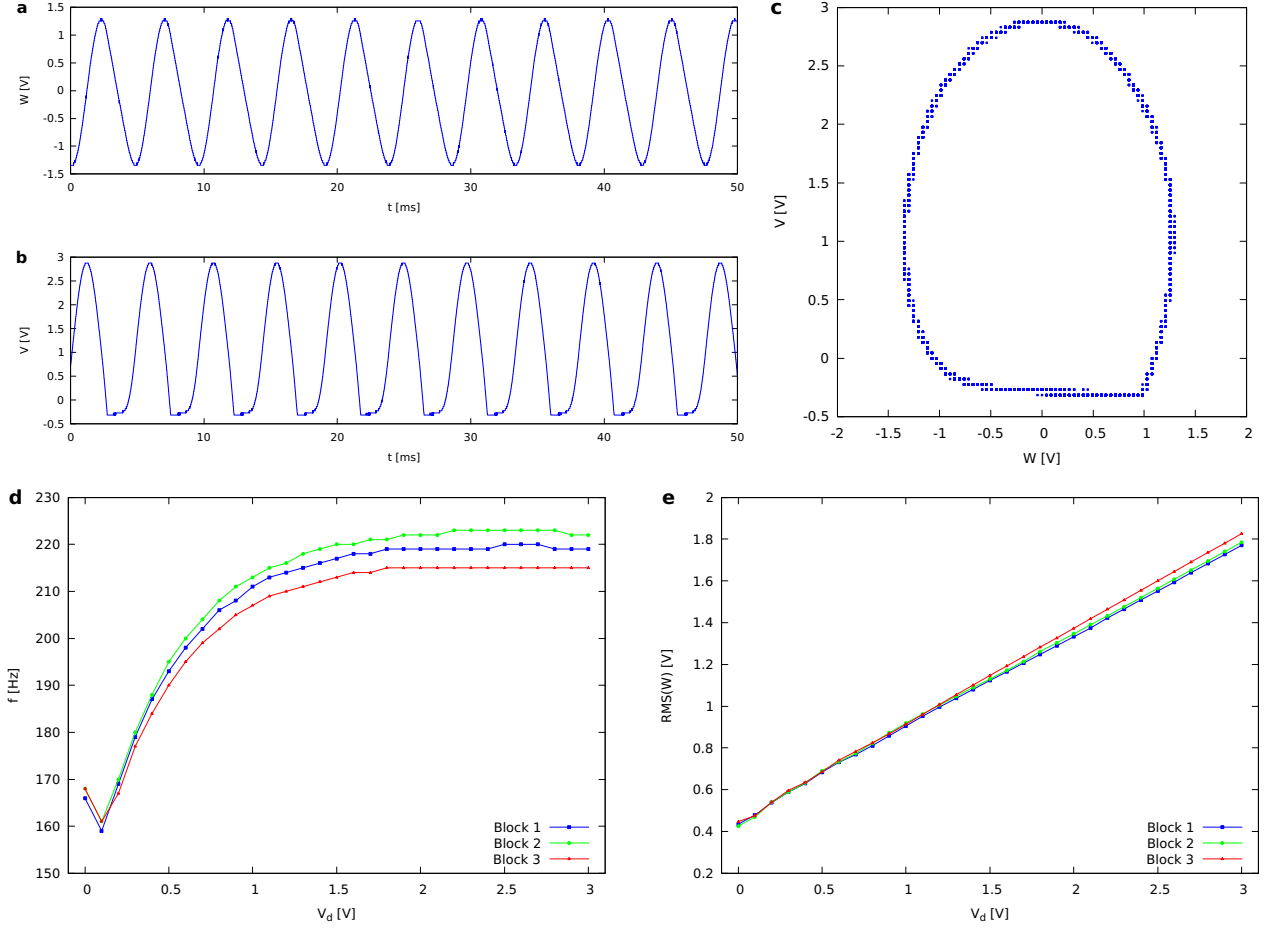 a
1.5
1
0.5
0
-0.5
-1
-1.5
W [V]
0 10 20 30 40 50
t [ms]
b
3
2.5
2
1.5
1
0.5
0
-0.5
V [V]
0 10 20 30 40 50
t [ms]
c
3
2.5
2
1.5
1
0.5
0
-0.5
V [V]
-2 -1.5 -1 -0.5 0 0.5 1 1.5 2
W [V]
d
230
220
210
200
190
180
170
160
150
f [Hz]
Block 1
Block 2
Block 3
0 0.5 1 1.5 2 2.5 3
V_d [V]
e
2
1.8
1.6
1.4
1.2
1
0.8
0.6
0.4
0.2
RMS(W) [V]
Block 1
Block 2
Block 3
0 0.5 1 1.5 2 2.5 3
V_d [V]